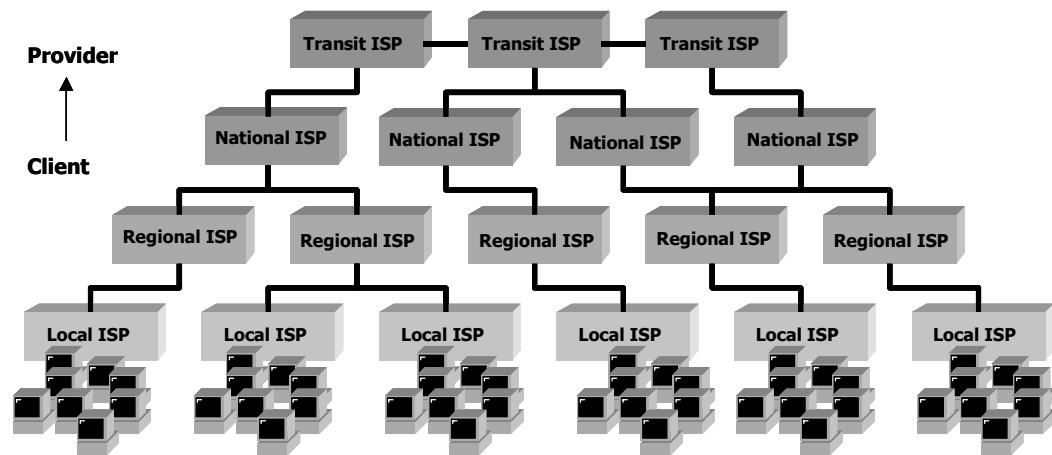 Transit ISP Transit ISP Transit ISP
Provider
National ISP National ISP National ISP National ISP
Client
Regional ISP Regional ISP Regional ISP Regional ISP Regional ISP
Local ISP Local ISP Local ISP Local ISP Local ISP Local ISP